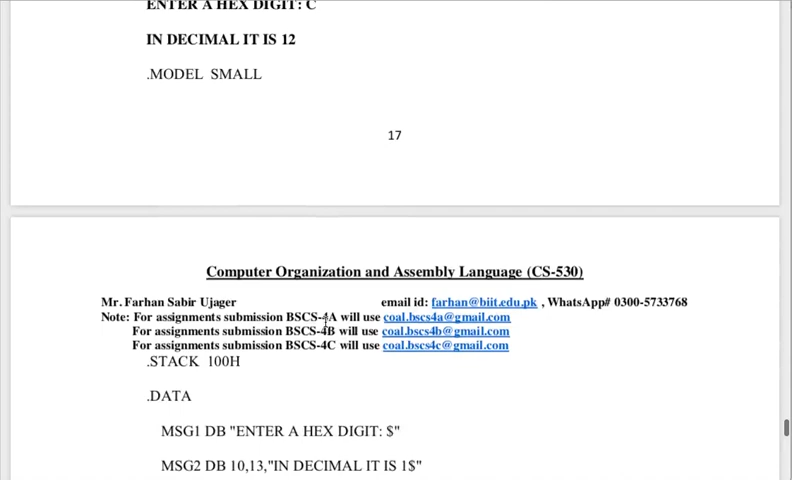 ENTER A HEX DIGIT: C
IN DECIMAL IT IS 12
.MODEL SMALL
17
Computer Organization and Assembly Language (CS-530)
Mr. Farhan Sabir Ujager email id: farhan@biit.edu.pk , WhatsApp# 0300-5733768
Note: For assignments submission BSCS-4A will use coal.bscs4a@gmail.com
For assignments submission BSCS-4B will use coal.bscs4b@gmail.com
For assignments submission BSCS-4C will use coal.bscs4c@gmail.com
.STACK 100H
.DATA
MSG1 DB "ENTER A HEX DIGIT: $"
MSG2 DB 10,13,"IN DECIMAL IT IS 1$"